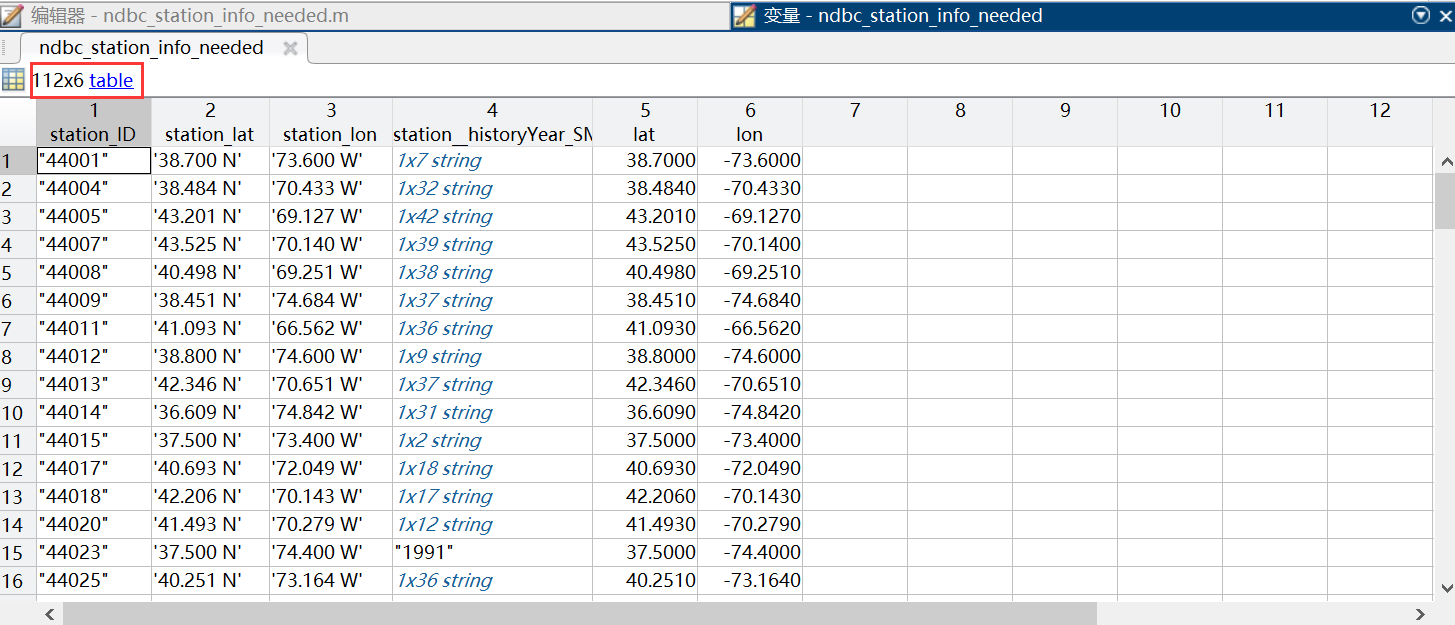 编辑器 - ndbc_station_info_needed.m
变量 - ndbc_station_info_needed
ndbc_station_info_needed
112x6 table
1 2 3 4 5 6 7 8 9 10 11 12
station_ID station_lat station_lon station__historyYear_SM lat lon
1 "44001" '38.700 N' '73.600 W' 1x7 string 38.7000 -73.6000
2 "44004" '38.484 N' '70.433 W' 1x32 string 38.4840 -70.4330
3 "44005" '43.201 N' '69.127 W' 1x42 string 43.2010 -69.1270
4 "44007" '43.525 N' '70.140 W' 1x39 string 43.5250 -70.1400
5 "44008" '40.498 N' '69.251 W' 1x38 string 40.4980 -69.2510
6 "44009" '38.451 N' '74.684 W' 1x37 string 38.4510 -74.6840
7 "44011" '41.093 N' '66.562 W' 1x36 string 41.0930 -66.5620
8 "44012" '38.800 N' '74.600 W' 1x9 string 38.8000 -74.6000
9 "44013" '42.346 N' '70.651 W' 1x37 string 42.3460 -70.6510
10 "44014" '36.609 N' '74.842 W' 1x31 string 36.6090 -74.8420
11 "44015" '37.500 N' '73.400 W' 1x2 string 37.5000 -73.4000
12 "44017" '40.693 N' '72.049 W' 1x18 string 40.6930 -72.0490
13 "44018" '42.206 N' '70.143 W' 1x17 string 42.2060 -70.1430
14 "44020" '41.493 N' '70.279 W' 1x12 string 41.4930 -70.2790
15 "44023" '37.500 N' '74.400 W' "1991" 37.5000 -74.4000
16 "44025" '40.251 N' '73.164 W' 1x36 string 40.2510 -73.1640